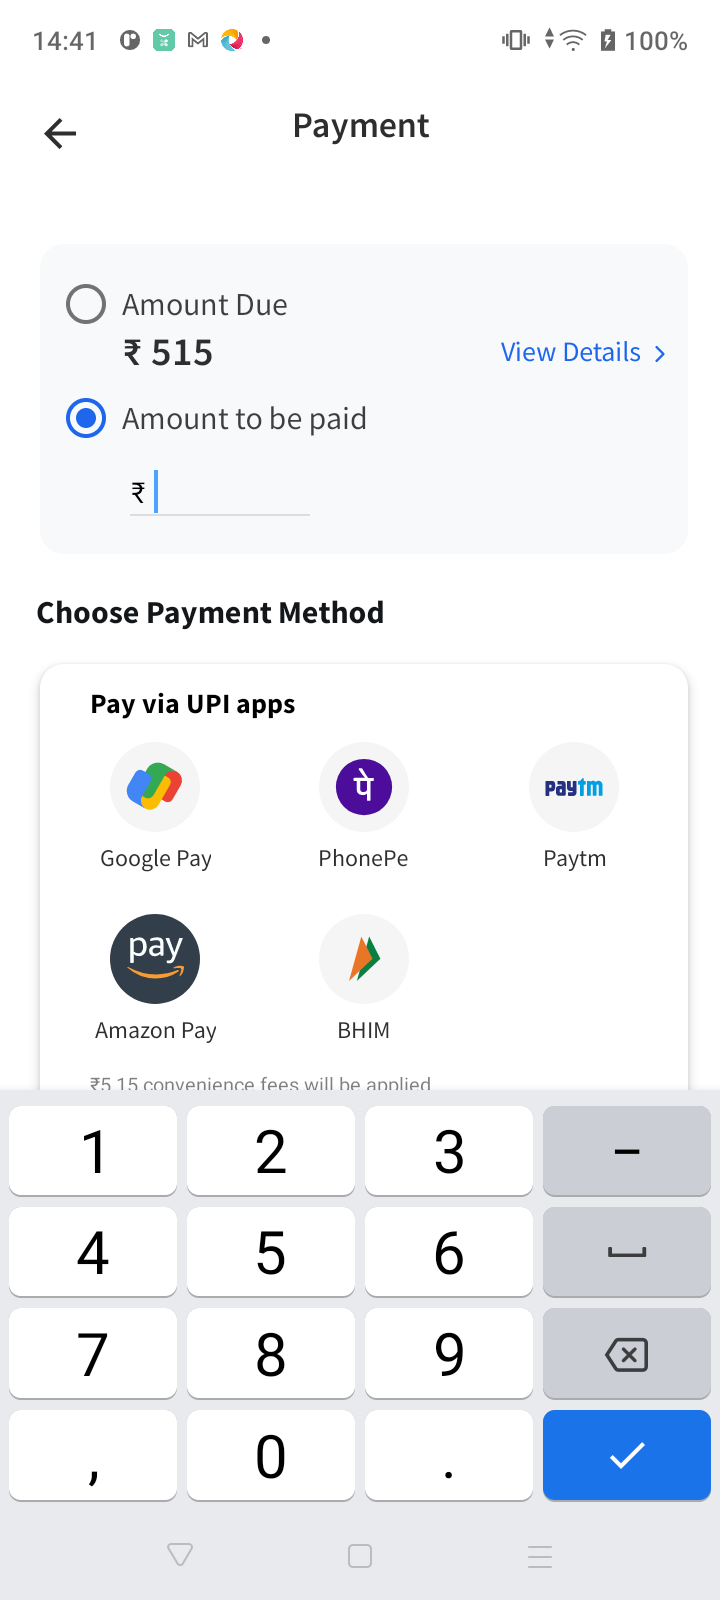 14:41 100%
Payment
Amount Due
₹ 515
View Details
Amount to be paid
₹
Choose Payment Method
Pay via UPI apps
पे
paytm
Google Pay
PhonePe
Paytm
pay
Amazon Pay
BHIM
₹5.15 convenience fees will be applied
1 2 3 –
4 5 6
7 8 9
, 0 .